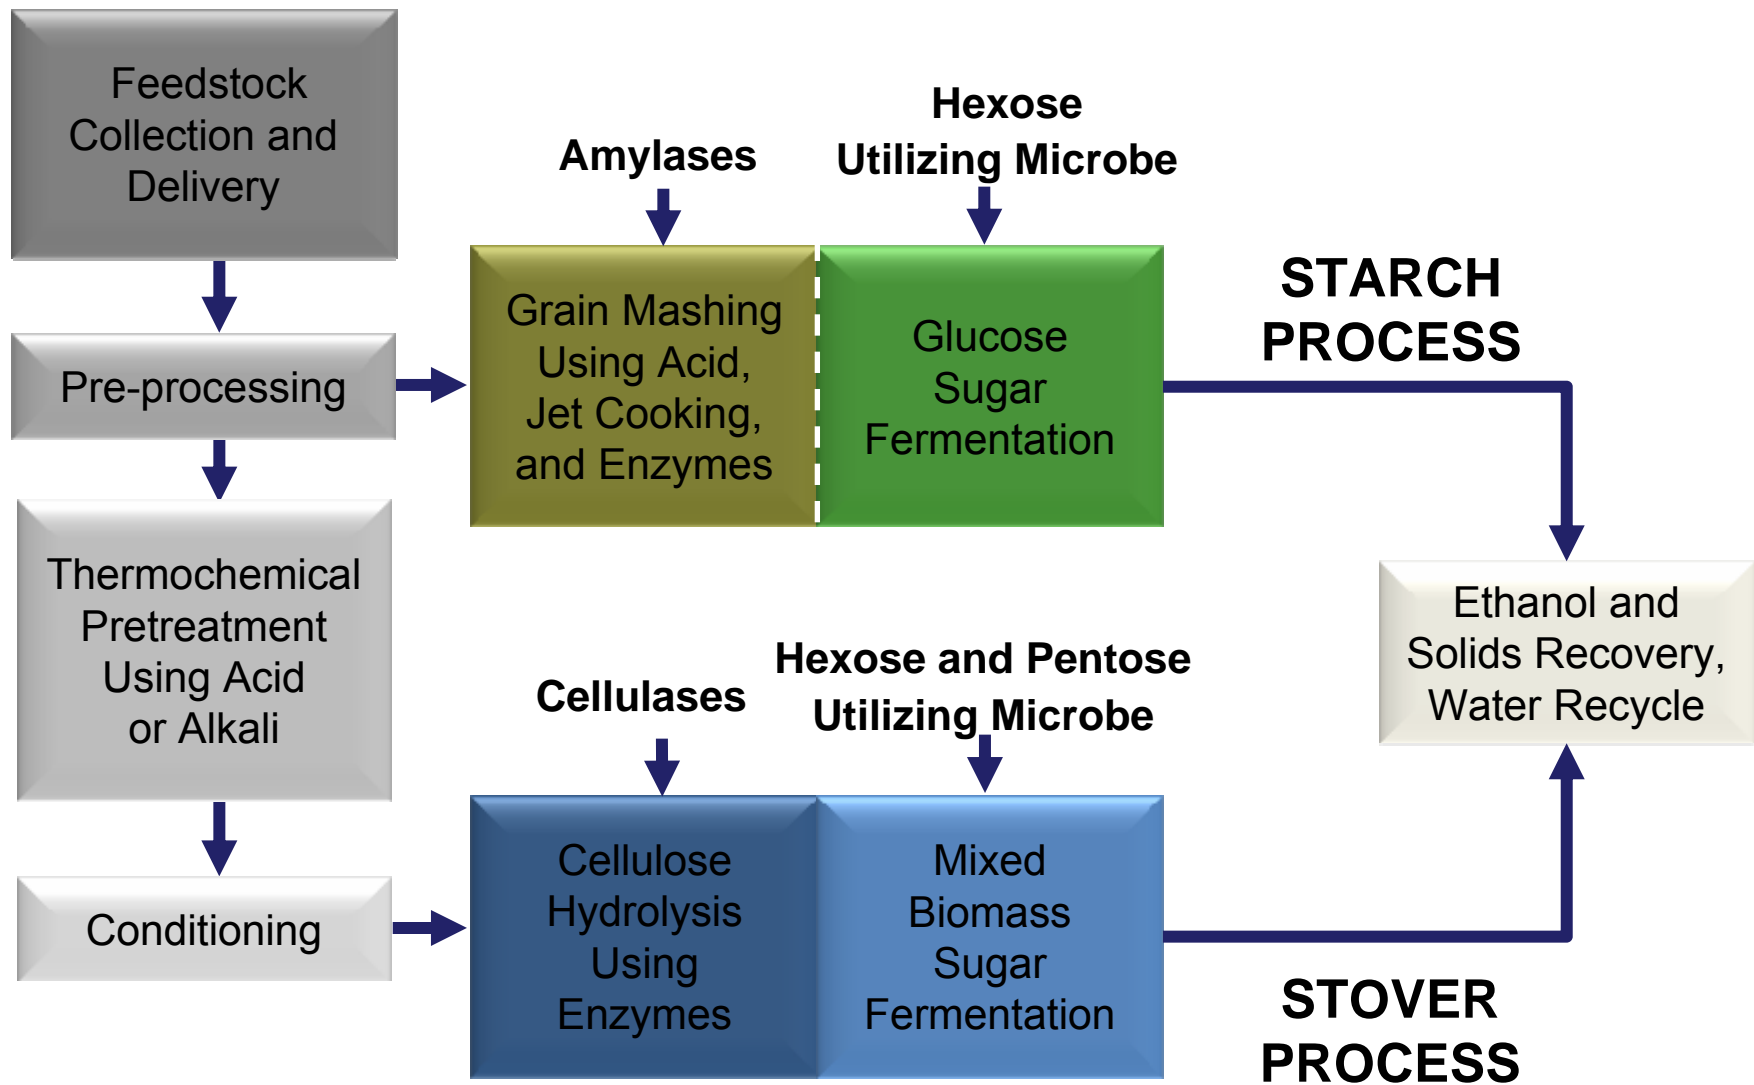 Feedstock
Collection and
Delivery
Pre-processing
Thermochemical
Pretreatment
Using Acid
or Alkali
Conditioning
Amylases
Hexose
Utilizing Microbe
Grain Mashing
Using Acid,
Jet Cooking,
and Enzymes
Glucose
Sugar
Fermentation
STARCH
PROCESS
Cellulases
Hexose and Pentose
Utilizing Microbe
Cellulose
Hydrolysis
Using
Enzymes
Mixed
Biomass
Sugar
Fermentation
STOVER
PROCESS
Ethanol and
Solids Recovery,
Water Recycle